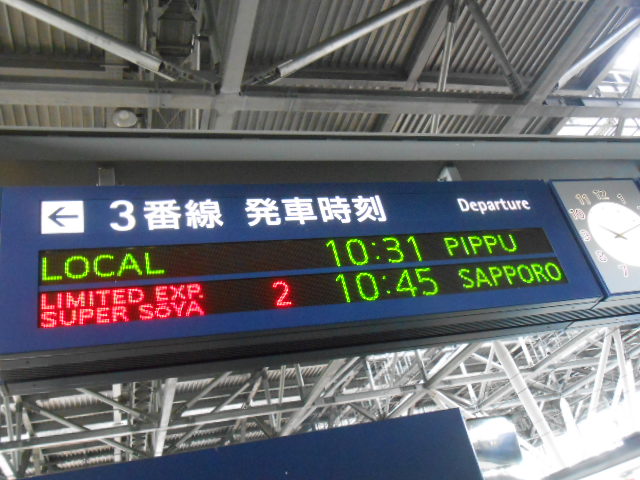 ← 3番線 発車時刻 Departure
LOCAL 10:31 PIPPU
LIMITED EXP. SUPER SōYA 2 10:45 SAPPORO